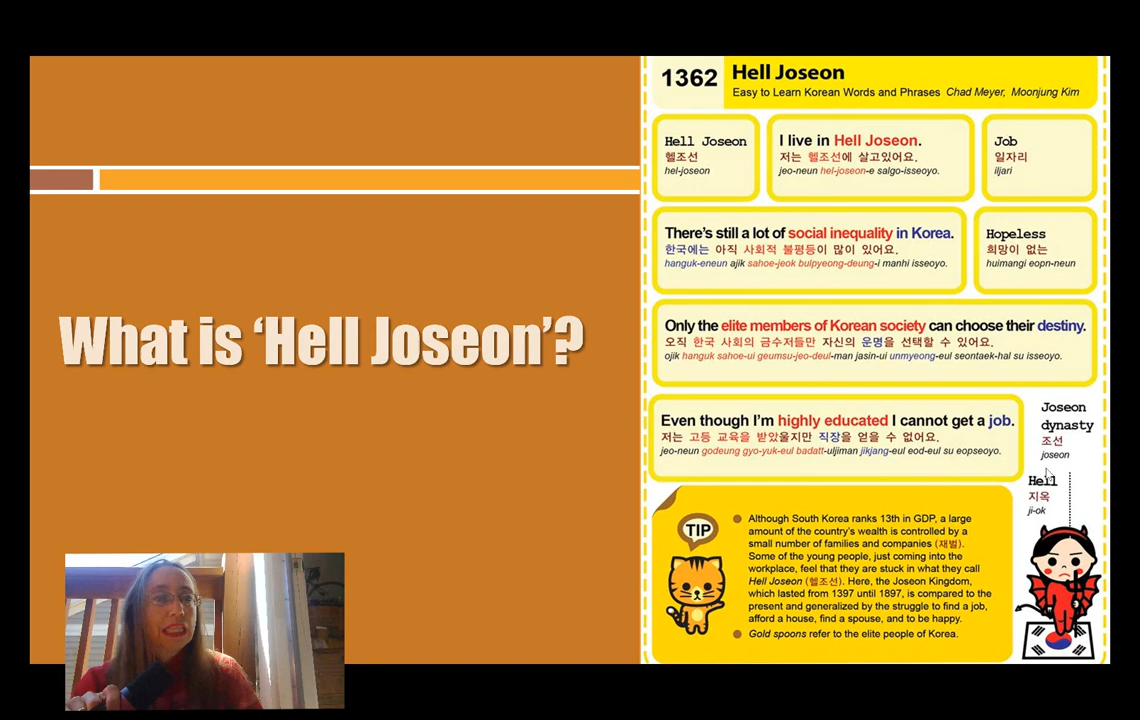 What is ‘Hell Joseon’?
1362
Hell Joseon
Easy to Learn Korean Words and Phrases Chad Meyer, Moonjung Kim
Hell Joseon
헬조선
hel-joseon
I live in Hell Joseon.
저는 헬조선에 살고있어요.
jeo-neun hel-joseon-e salgo-isseoyo.
Job
일자리
iljari
There's still a lot of social inequality in Korea.
한국에는 아직 사회적 불평등이 많이 있어요.
hanguk-eneun ajik sahoe-jeok bulpyeong-deung-i manhi isseoyo.
Hopeless
희망이 없는
huimangi eopn-neun
Only the elite members of Korean society can choose their destiny.
오직 한국 사회의 금수저들만 자신의 운명을 선택할 수 있어요.
ojik hanguk sahoe-ui geumsu-jeo-deul-man jasin-ui unmyeong-eul seontaek-hal su isseoyo.
Even though I'm highly educated I cannot get a job.
저는 고등 교육을 받았을지만 직장을 얻을 수 없어요.
jeo-neun godeung gyo-yuk-eul badatt-uljiman jikjang-eul eod-eul su eopseoyo.
Joseon
dynasty
조선
joseon
Hell
지옥
ji-ok
TIP
Although South Korea ranks 13th in GDP, a large
amount of the country's wealth is controlled by a
small number of families and companies (재벌).
Some of the young people, just coming into the
workplace, feel that they are stuck in what they call
Hell Joseon (헬조선). Here, the Joseon Kingdom,
which lasted from 1397 until 1897, is compared to the
present and generalized by the struggle to find a job,
afford a house, find a spouse, and to be happy.
Gold spoons refer to the elite people of Korea.